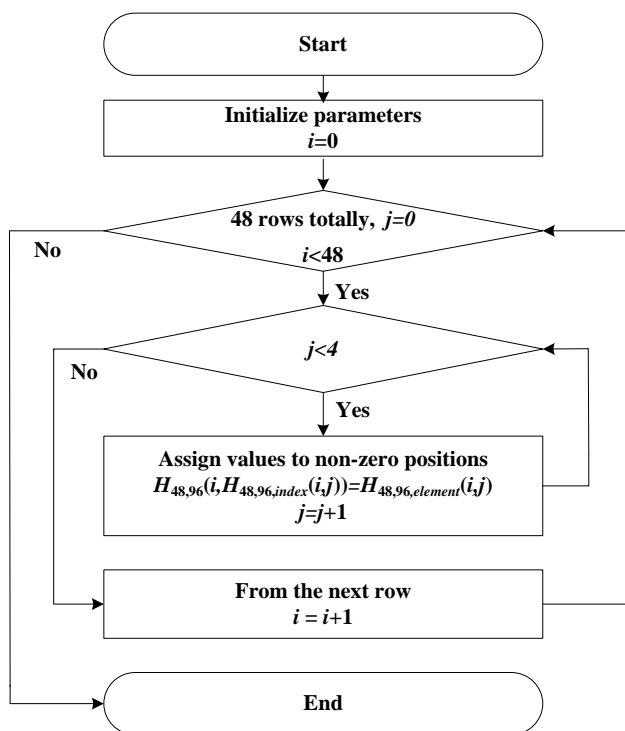 Start
Initialize parameters
i=0
48 rows totally, j=0
i<48
No
Yes
j<4
No
Yes
Assign values to non-zero positions
H48,96(i,H48,96,index(i,j))=H48,96,element(i,j)
j=j+1
From the next row
i = i+1
End